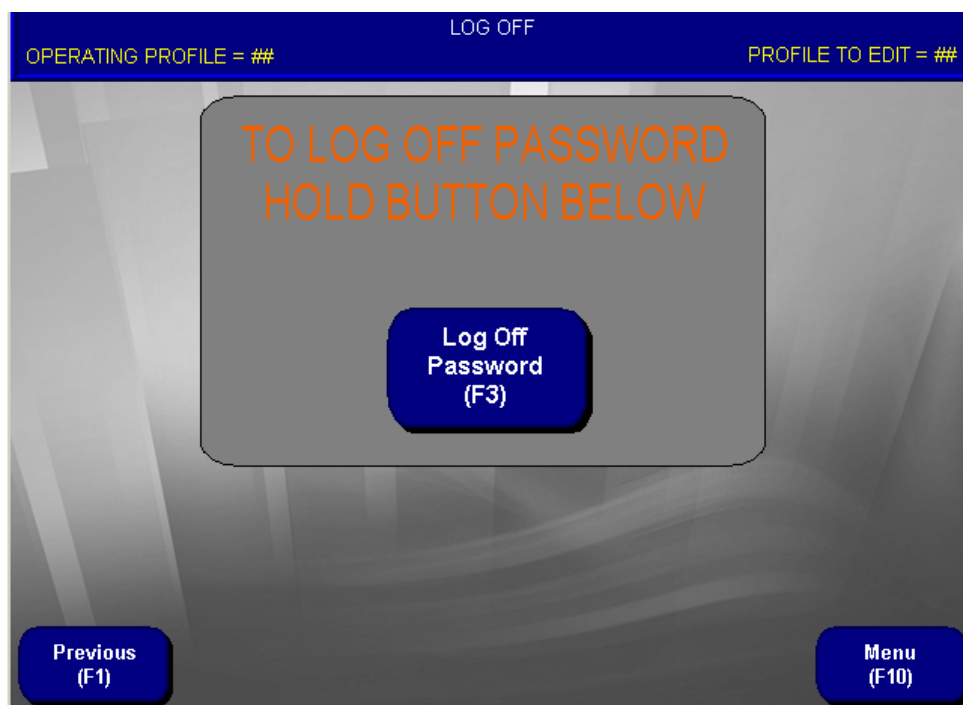 LOG OFF
OPERATING PROFILE = ##
PROFILE TO EDIT = ##
TO LOG OFF PASSWORD
HOLD BUTTON BELOW
Log Off
Password
(F3)
Previous
(F1)
Menu
(F10)